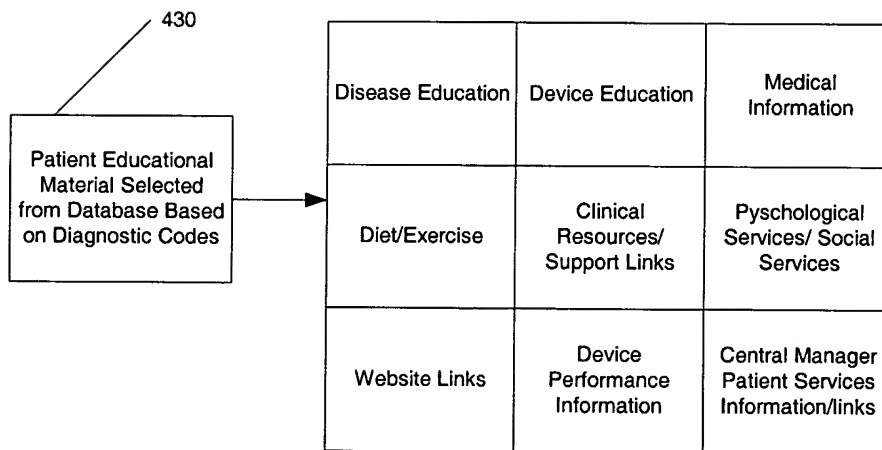 430
Patient Educational
Material Selected
from Database Based
on Diagnostic Codes
Disease Education
Device Education
Medical
Information
Diet/Exercise
Clinical
Resources/
Support Links
Pyschological
Services/ Social
Services
Website Links
Device
Performance
Information
Central Manager
Patient Services
Information/links